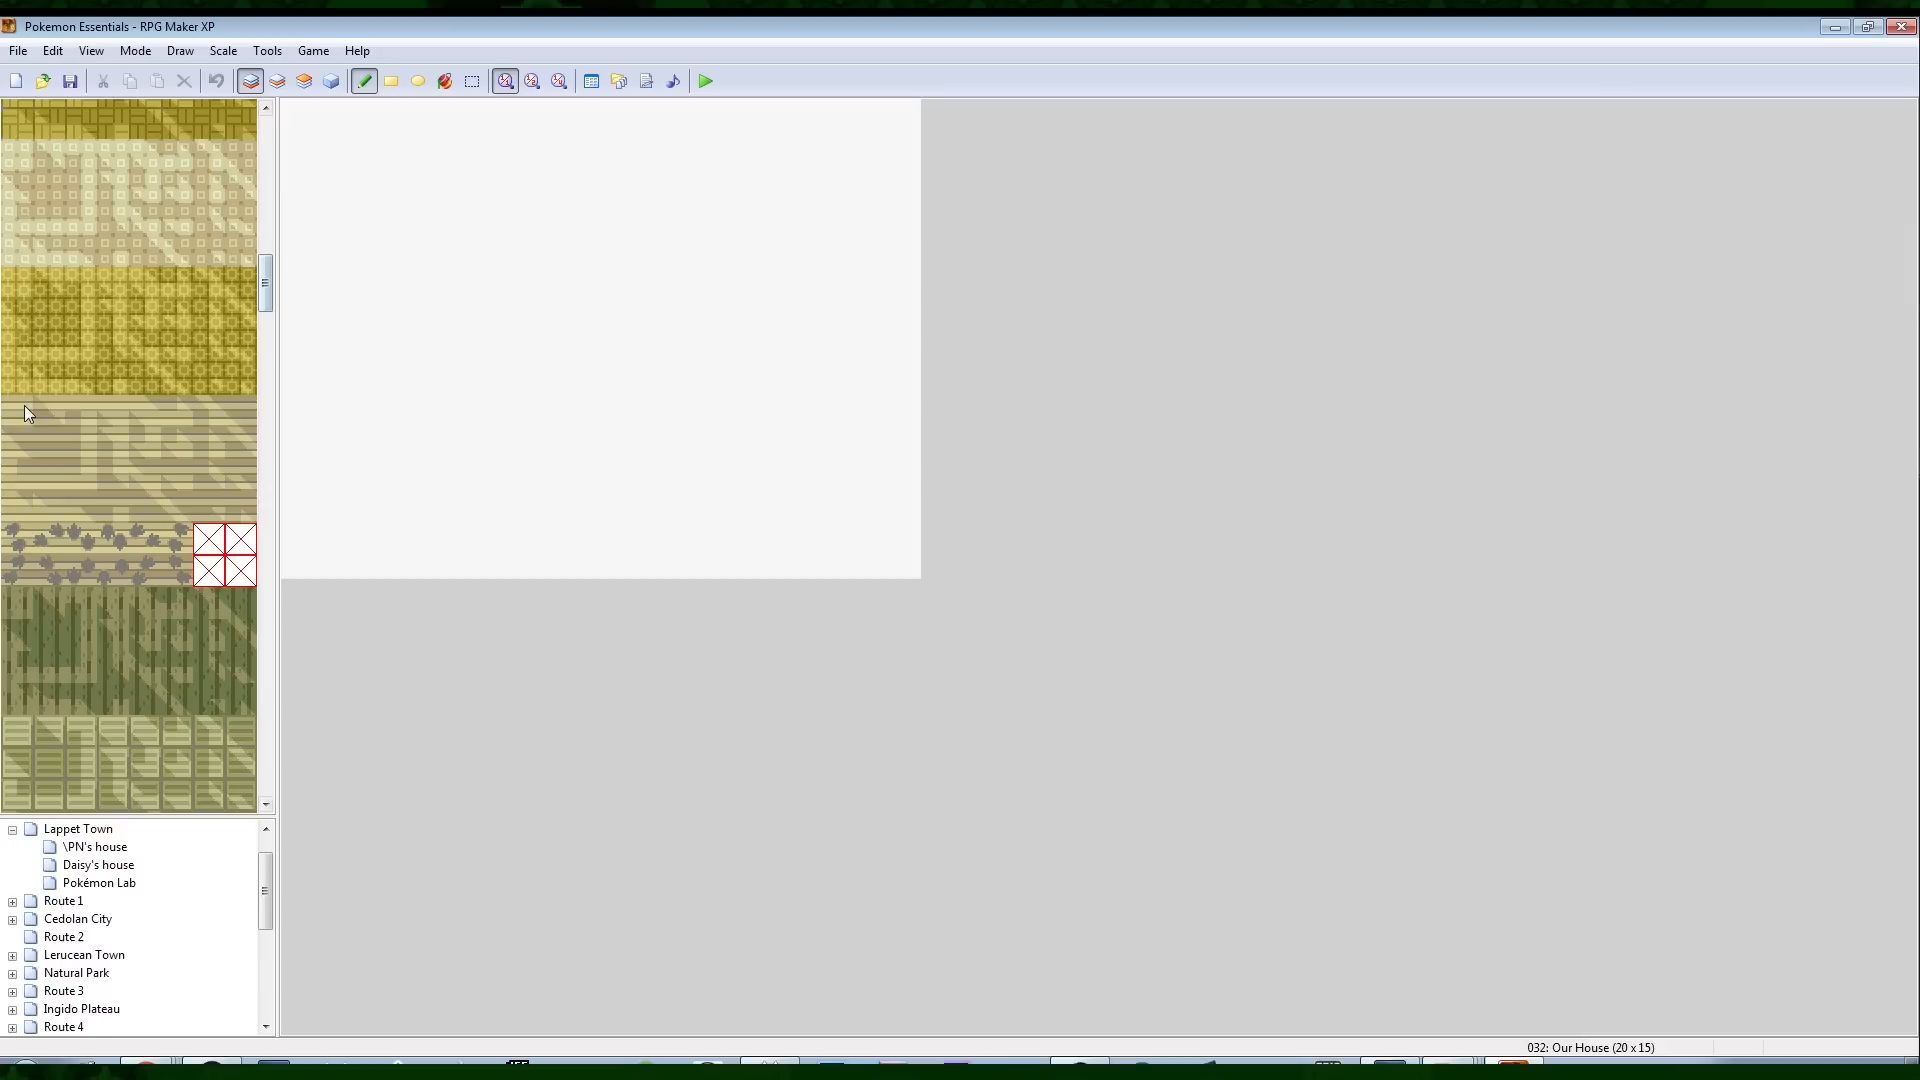 Pokemon Essentials - RPG Maker XP
File Edit View Mode Draw Scale Tools Game Help
Lappet Town
\PN's house
Daisy's house
Pokémon Lab
Route 1
Cedolan City
Route 2
Lerucean Town
Natural Park
Route 3
Ingido Plateau
Route 4
032: Our House (20 x 15)